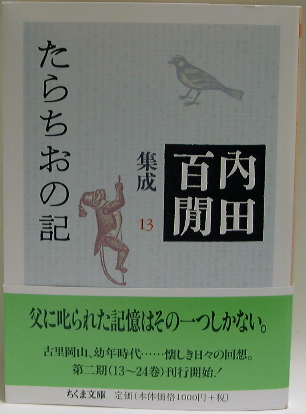 たらちおの記
集成
13
内田
百閒
父に叱られた記憶はその一つしかない。
古里岡山、幼年時代……懐しき日々の回想。
第二期(13〜24巻)刊行開始!
ちくま文庫 定価(本体価格1000円+税)